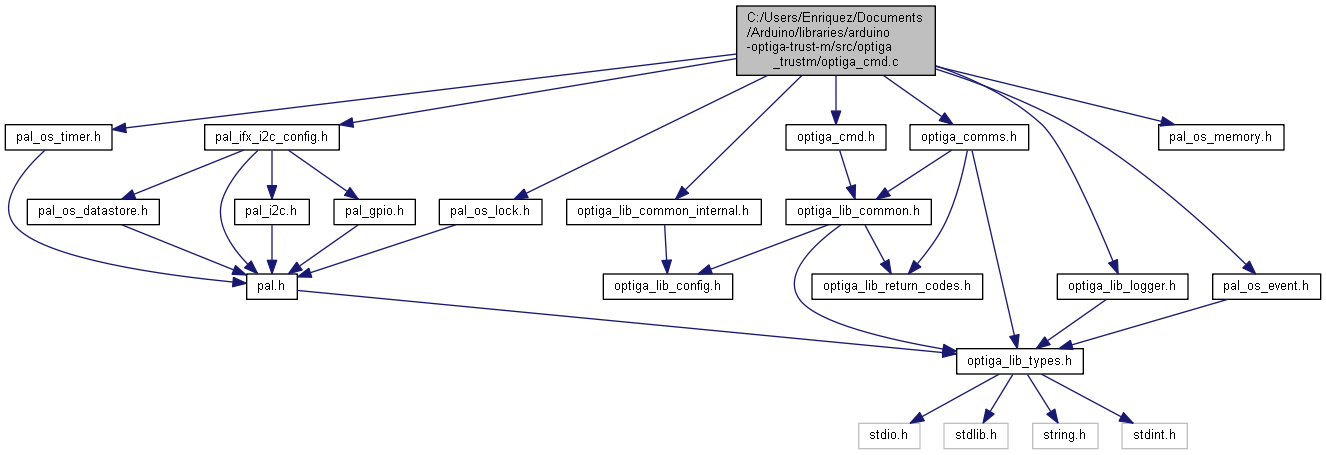 C:/Users/Enriquez/Documents
/Arduino/libraries/arduino
-optiga-trust-m/src/optiga
_trustm/optiga_cmd.c
pal_os_timer.h
pal_ifx_i2c_config.h
optiga_cmd.h
optiga_comms.h
pal_os_memory.h
pal_os_datastore.h
pal_i2c.h
pal_gpio.h
pal_os_lock.h
optiga_lib_common_internal.h
optiga_lib_common.h
pal.h
optiga_lib_config.h
optiga_lib_return_codes.h
optiga_lib_logger.h
pal_os_event.h
optiga_lib_types.h
stdio.h
stdlib.h
string.h
stdint.h